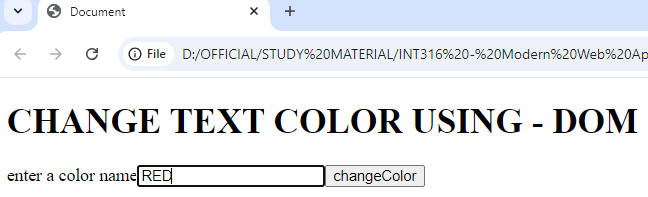 Document
File D:/OFFICIAL/STUDY%20MATERIAL/INT316%20-%20Modern%20Web%20Ap
CHANGE TEXT COLOR USING - DOM
enter a color name RED changeColor